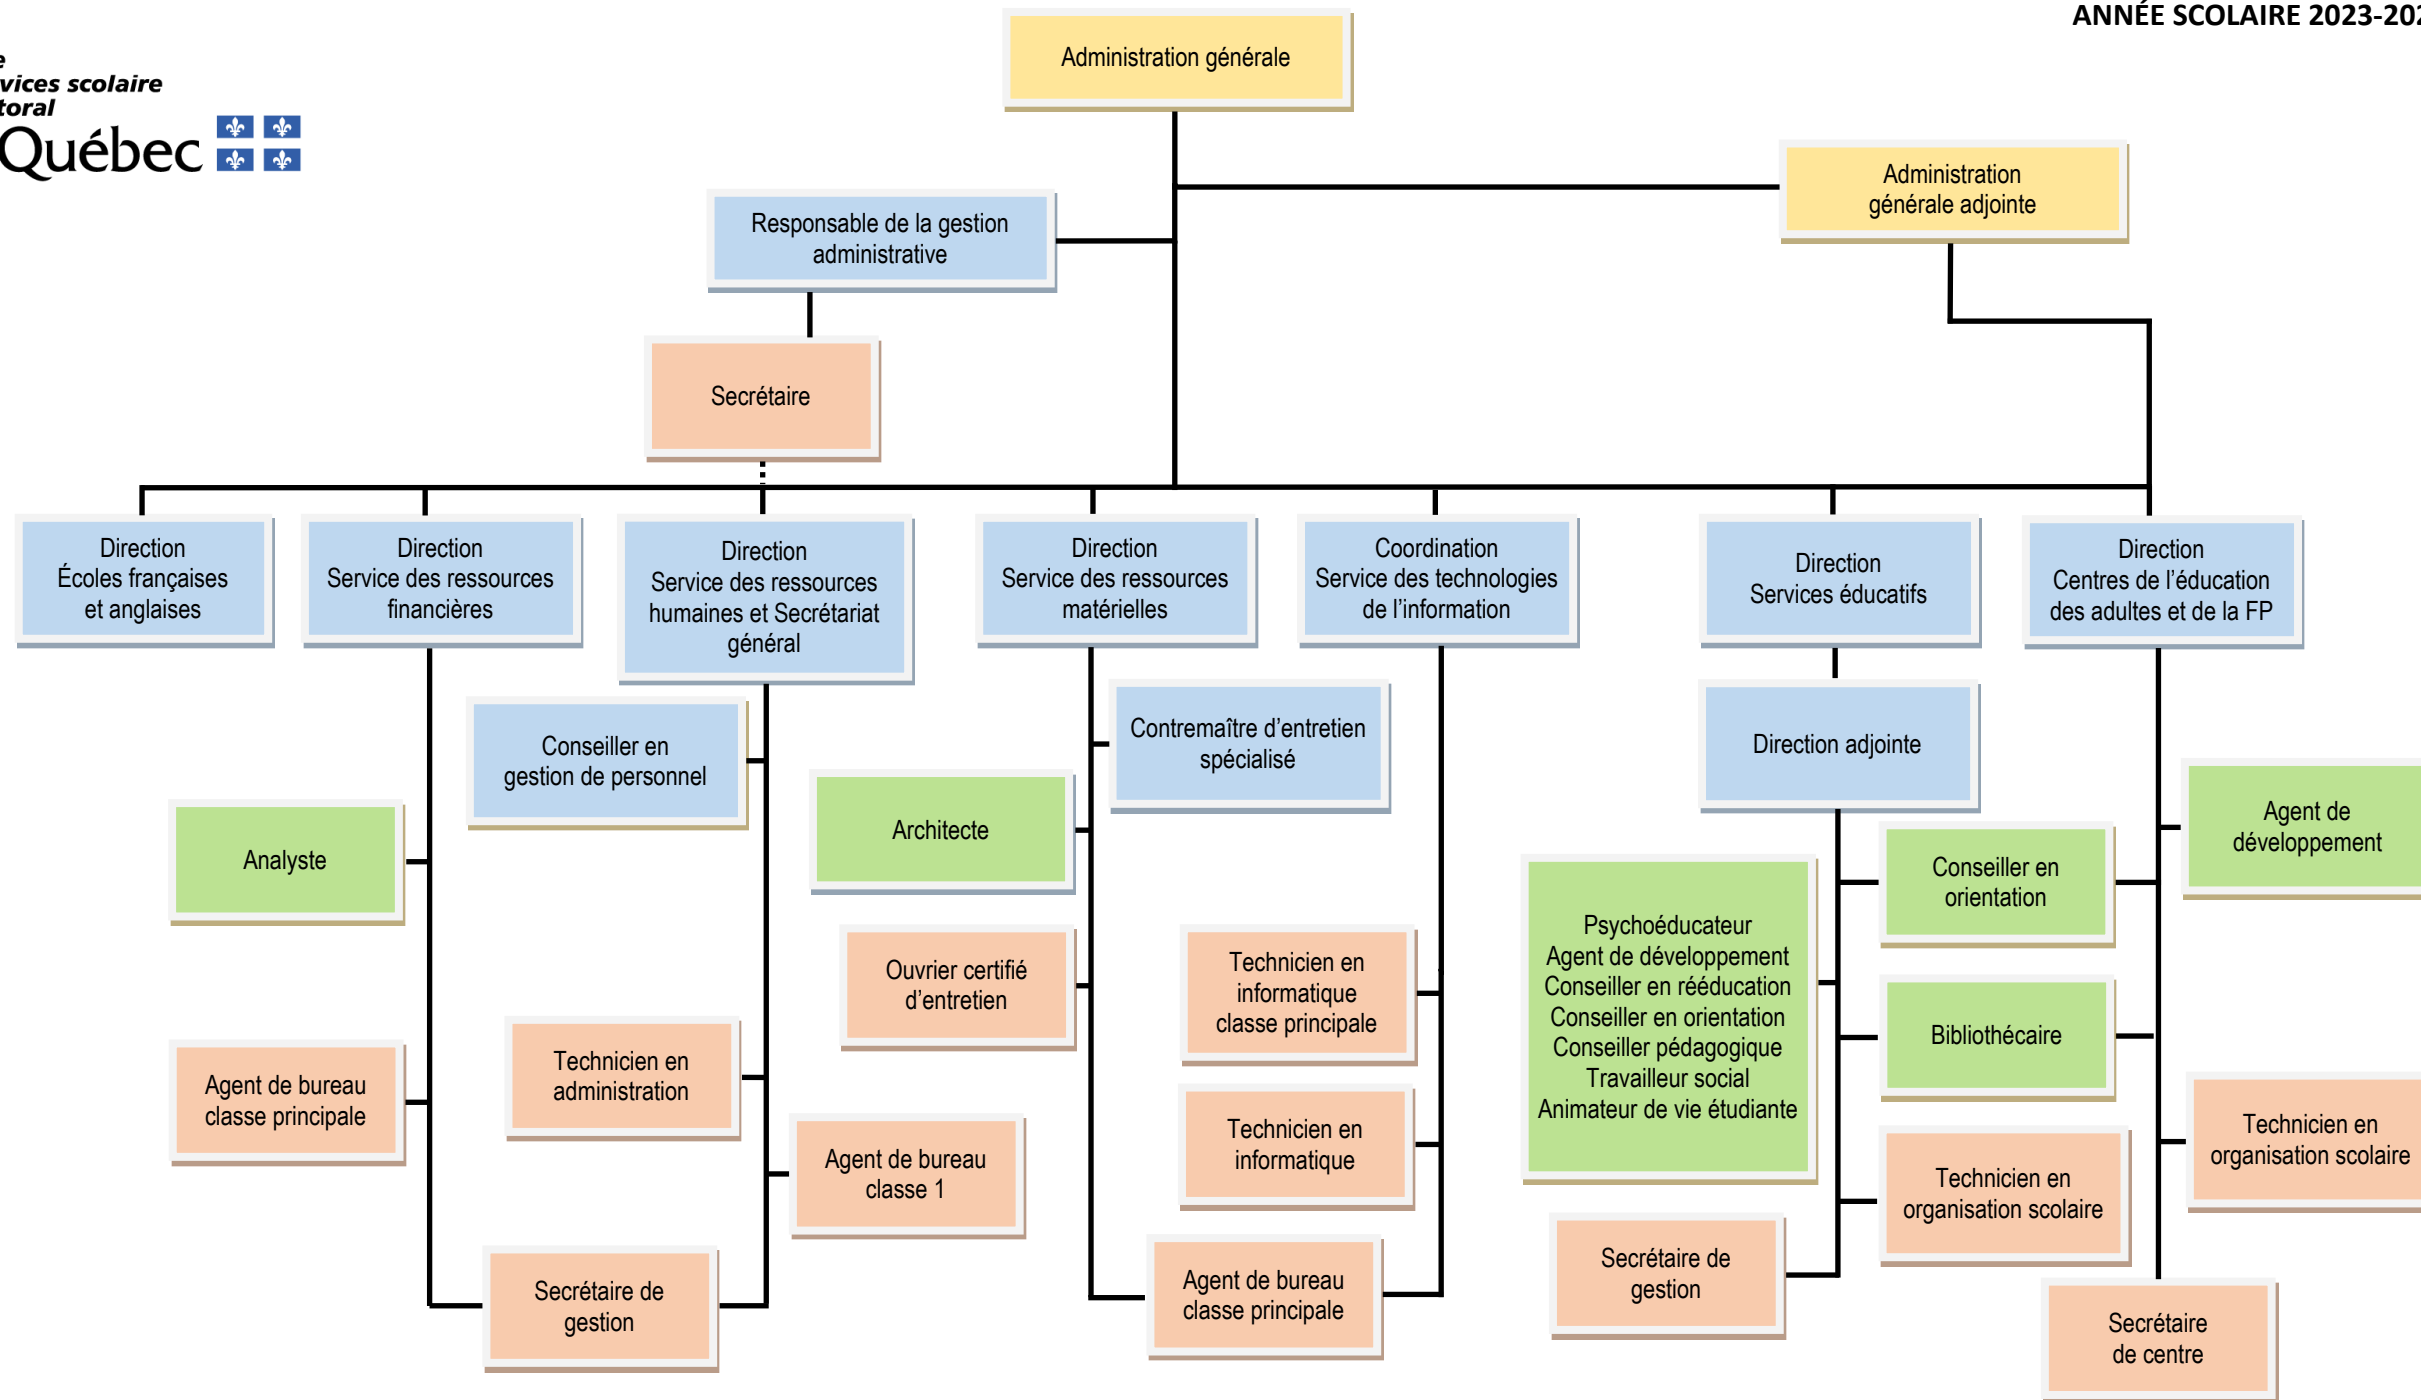 ANNÉE SCOLAIRE 2023-202
e
vices scolaire
toral
Québec
Administration générale
Administration
générale adjointe
Responsable de la gestion
administrative
Secrétaire
Direction
Écoles françaises
et anglaises
Direction
Service des ressources
financières
Direction
Service des ressources
humaines et Secrétariat
général
Direction
Service des ressources
matérielles
Coordination
Service des technologies
de l’information
Direction
Services éducatifs
Direction
Centres de l’éducation
des adultes et de la FP
Conseiller en
gestion de personnel
Contremaître d’entretien
spécialisé
Direction adjointe
Analyste
Architecte
Conseiller en
orientation
Agent de
développement
Psychoéducateur
Agent de développement
Conseiller en rééducation
Conseiller en orientation
Conseiller pédagogique
Travailleur social
Animateur de vie étudiante
Ouvrier certifié
d’entretien
Technicien en
informatique
classe principale
Bibliothécaire
Agent de bureau
classe principale
Technicien en
administration
Agent de bureau
classe 1
Technicien en
informatique
Technicien en
organisation scolaire
Technicien en
organisation scolaire
Secrétaire de
gestion
Agent de bureau
classe principale
Secrétaire de
gestion
Secrétaire
de centre